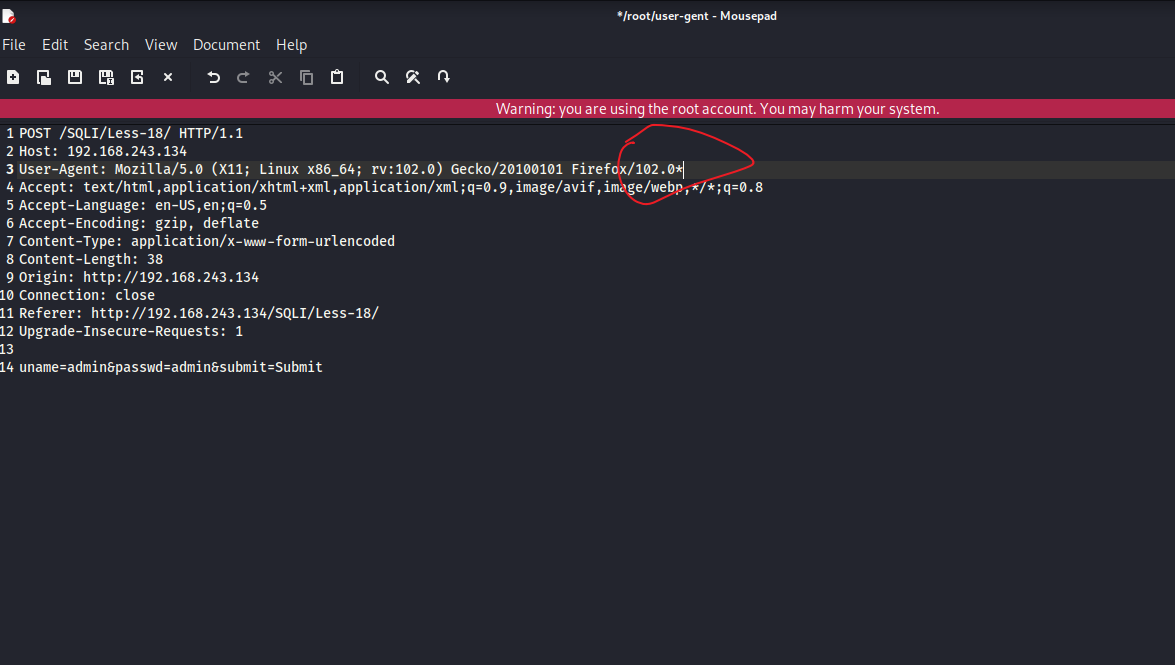 */root/user-gent - Mousepad
File Edit Search View Document Help
Warning: you are using the root account. You may harm your system.
1 POST /SQLI/Less-18/ HTTP/1.1
2 Host: 192.168.243.134
3 User-Agent: Mozilla/5.0 (X11; Linux x86_64; rv:102.0) Gecko/20100101 Firefox/102.0*
4 Accept: text/html,application/xhtml+xml,application/xml;q=0.9,image/avif,image/webp,*/*;q=0.8
5 Accept-Language: en-US,en;q=0.5
6 Accept-Encoding: gzip, deflate
7 Content-Type: application/x-www-form-urlencoded
8 Content-Length: 38
9 Origin: http://192.168.243.134
10 Connection: close
11 Referer: http://192.168.243.134/SQLI/Less-18/
12 Upgrade-Insecure-Requests: 1
13
14 uname=admin&passwd=admin&submit=Submit